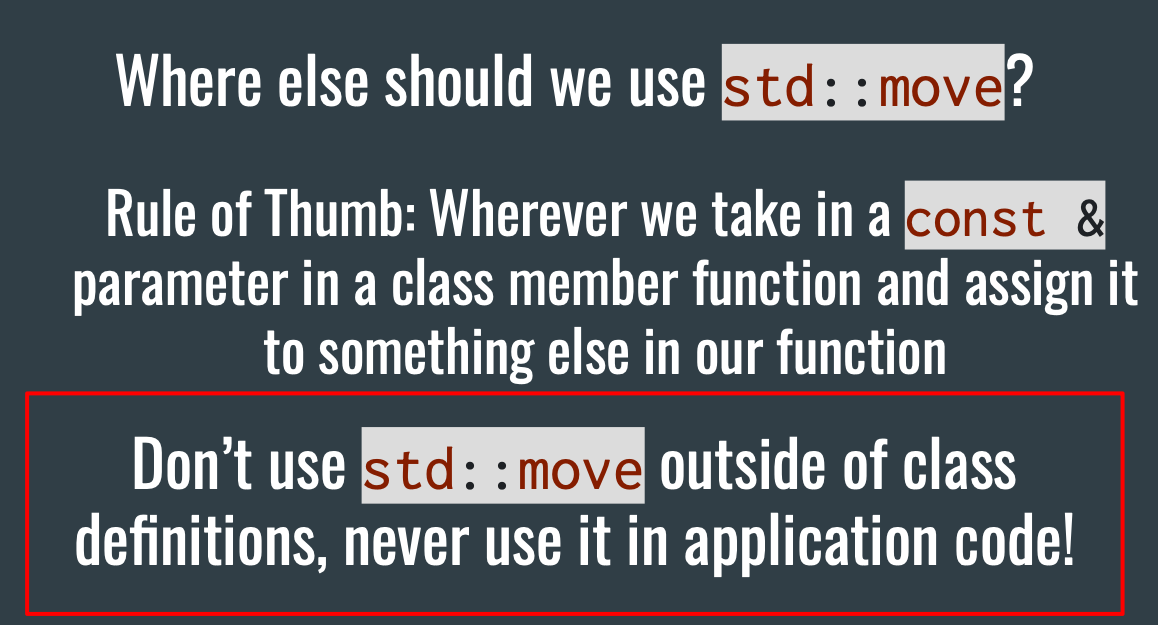 Where else should we use std::move?
Rule of Thumb: Wherever we take in a const &
parameter in a class member function and assign it
to something else in our function
Don’t use std::move outside of class
definitions, never use it in application code!